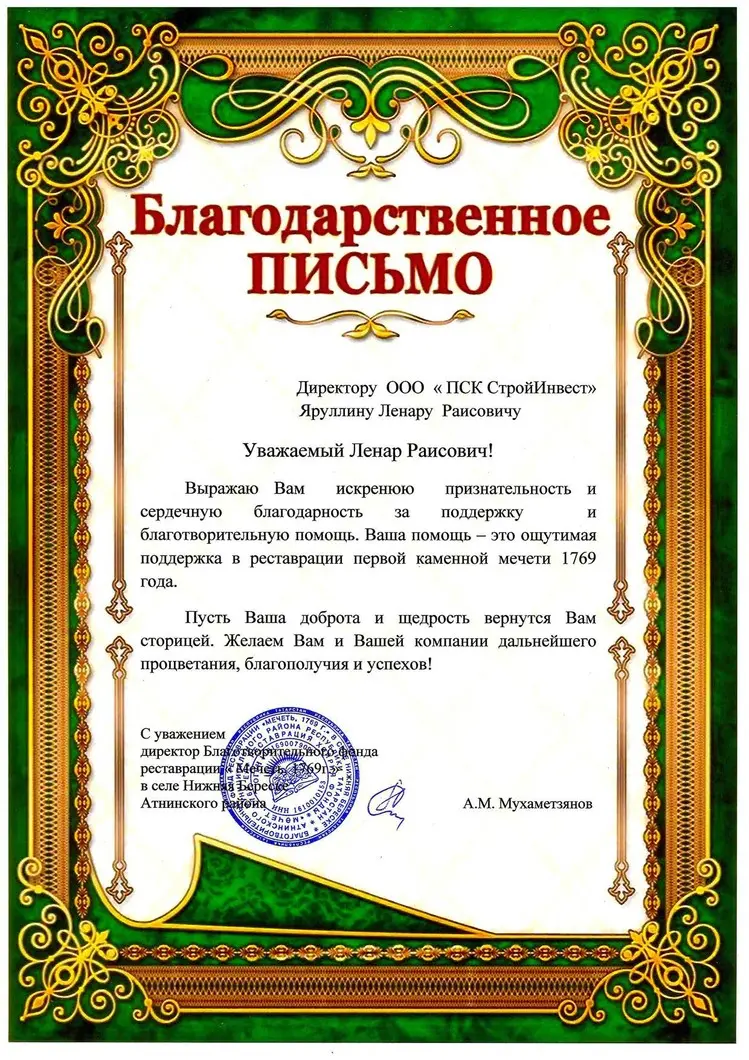 Благодарственное
ПИСЬМО
Директору ООО « ПСК СтройИнвест»
Яруллину Ленару Раисовичу
Уважаемый Ленар Раисович!
Выражаю Вам искренюю признательность и
сердечную благодарность за поддержку и
благотворительную помощь. Ваша помощь – это ощутимая
поддержка в реставрации первой каменной мечети 1769
года.
Пусть Ваша доброта и щедрость вернутся Вам
сторицей. Желаем Вам и Вашей компании дальнейшего
процветания, благополучия и успехов!
С уважением
директор Благотворительного фонда
реставрации « Мечеть, 1769г.»
в селе Нижняя Береске
Атнинского района
А.М. Мухаметзянов
ИНН 1610010153